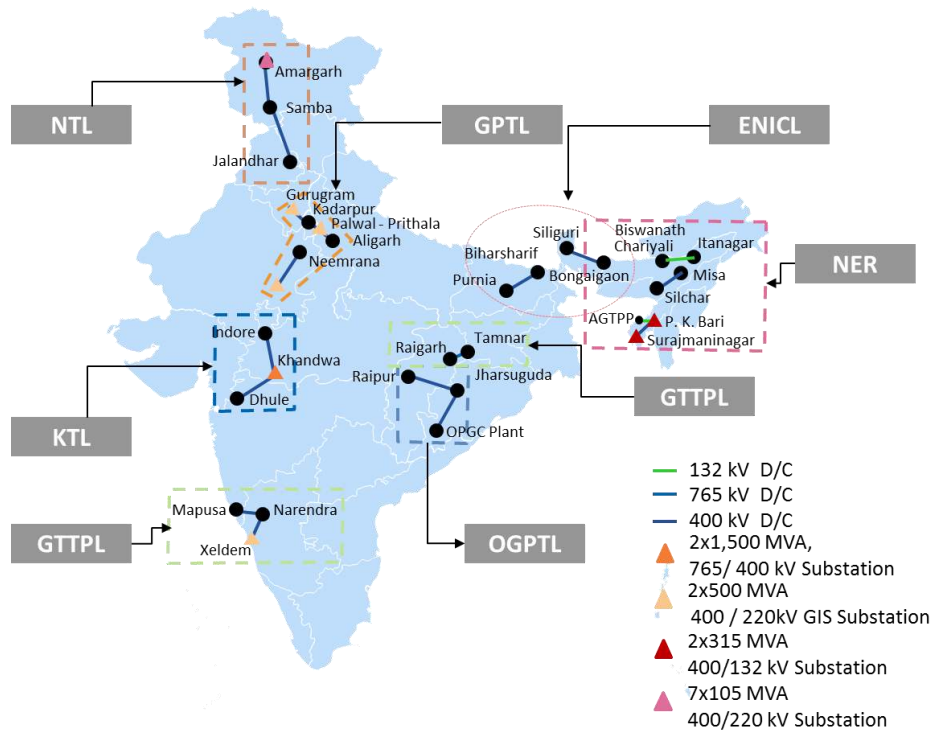 Amargarh
NTL
Samba
GPTL
ENICL
Jalandhar
Gurugram
Kadarpur
Palwal - Prithala
Aligarh
Neemrana
Siliguri
Biharsharif
Purnia
Bongaigaon
Biswanath
Chariyali
Itanagar
Misa
Silchar
NER
AGTPP
P. K. Bari
Surajmaninagar
Indore
Khandwa
Dhule
KTL
Tamnar
Raigarh
Raipur
Jharsuguda
OPGC Plant
GTTPL
Mapusa
Narendra
Xeldem
GTTPL
OGPTL
132 kV D/C
765 kV D/C
400 kV D/C
2x1,500 MVA,
765/ 400 kV Substation
2x500 MVA
400 / 220kV GIS Substation
2x315 MVA
400/132 kV Substation
7x105 MVA
400/220 kV Substation